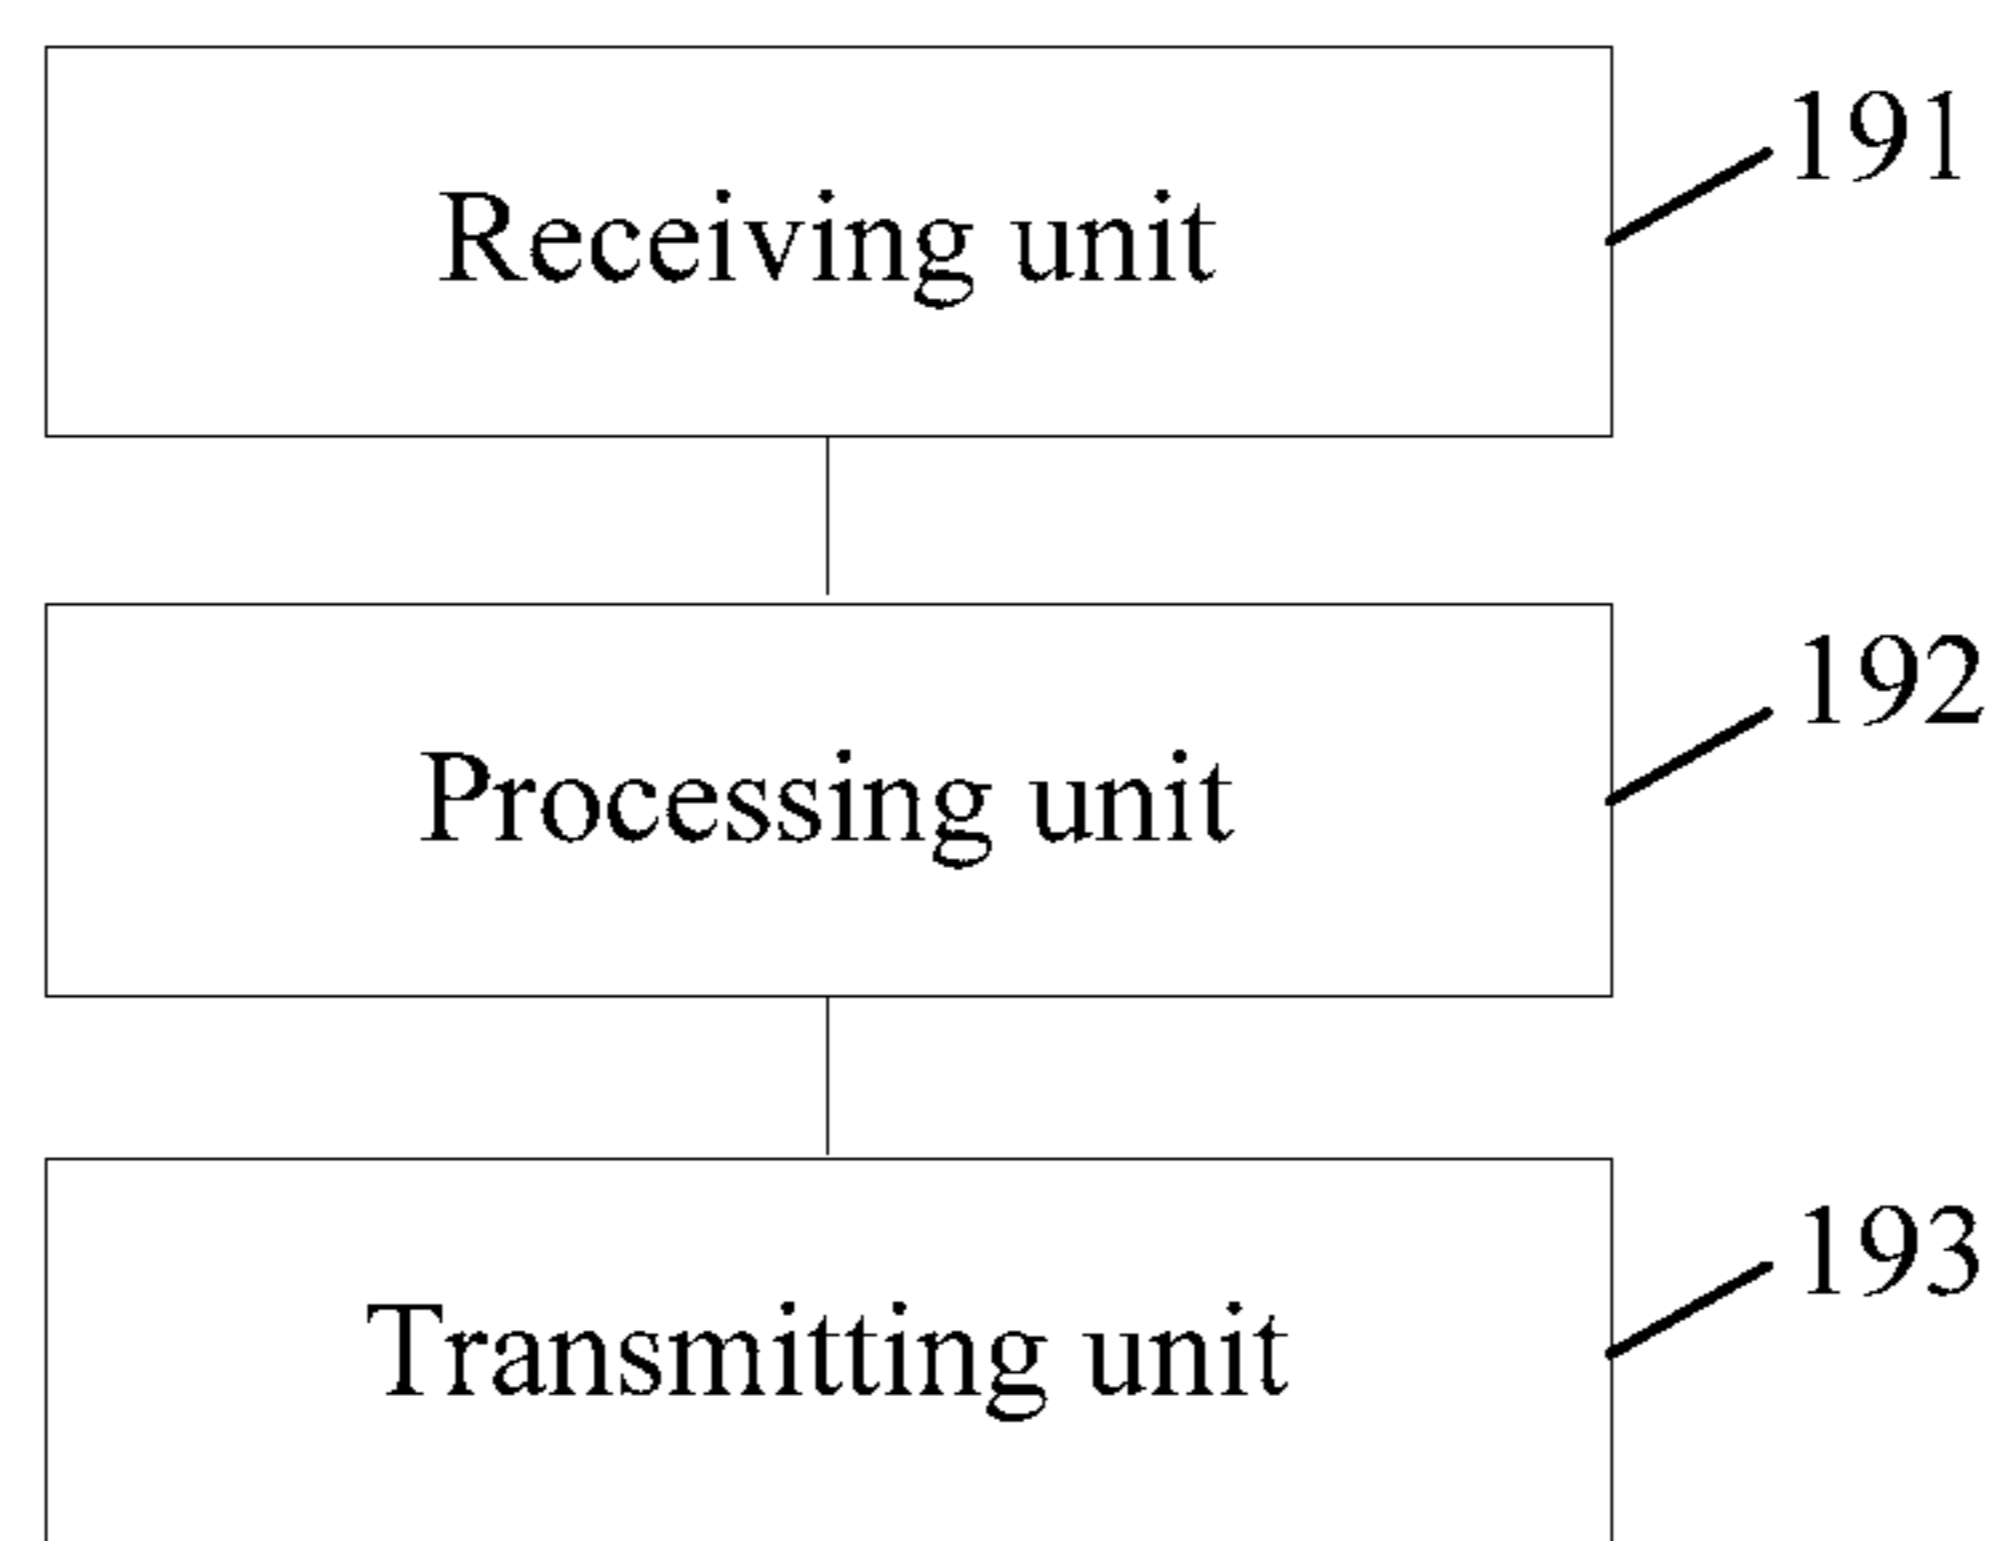 Receiving unit
191
Processing unit
192
Transmitting unit
193